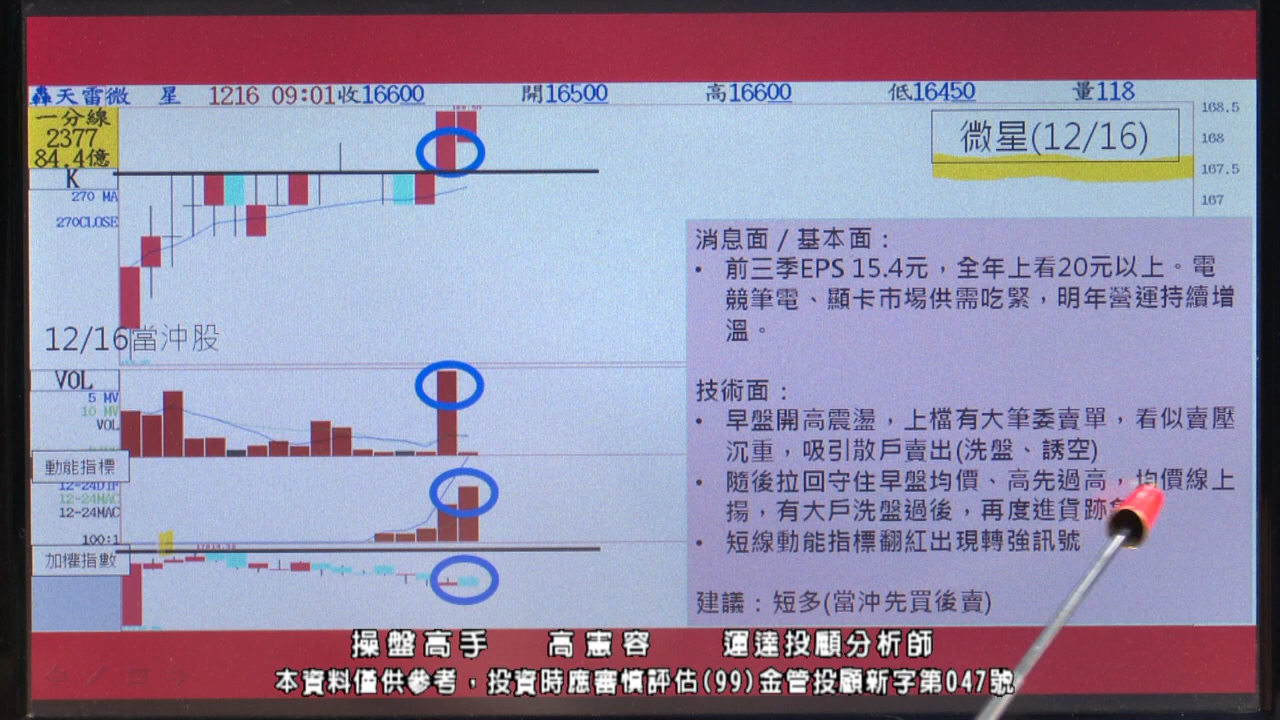 轟天雷微 星 1216 09:01收16600 開16500 高16600 低16450 量118
一分線
2377
84.4億
K
270 MA
270CLOSE
168.5
168
167.5
167
微星(12/16)
12/16當沖股
消息面 / 基本面：
• 前三季EPS 15.4元，全年上看20元以上。電
競筆電、顯卡市場供需吃緊，明年營運持續增
溫。
技術面：
• 早盤開高震盪，上檔有大筆委賣單，看似賣壓
沉重，吸引散戶賣出(洗盤、誘空)
• 隨後拉回守住早盤均價、高先過高，均價線上
揚，有大戶洗盤過後，再度進貨跡
• 短線動能指標翻紅出現轉強訊號
建議：短多(當沖先買後賣)
VOL
5 MV
10 MV
VOL
動能指標
12-24DIF
12-24MAC
12-24MAC
100:1
加權指數
操盤高手 高憲容 運達投顧分析師
本資料僅供參考，投資時應審慎評估(99)金管投顧新字第047號